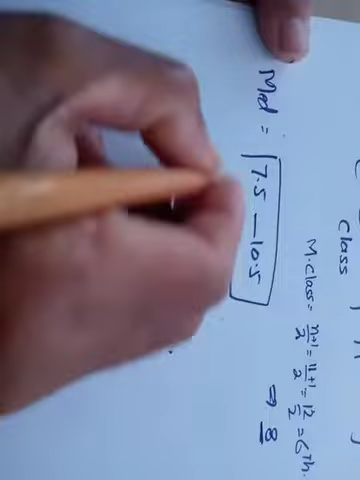 Class
M.class = n+1/2 = 11+1/2 = 12/2 = 6th.
Med = 7.5 — 10.5 ⇒ 8